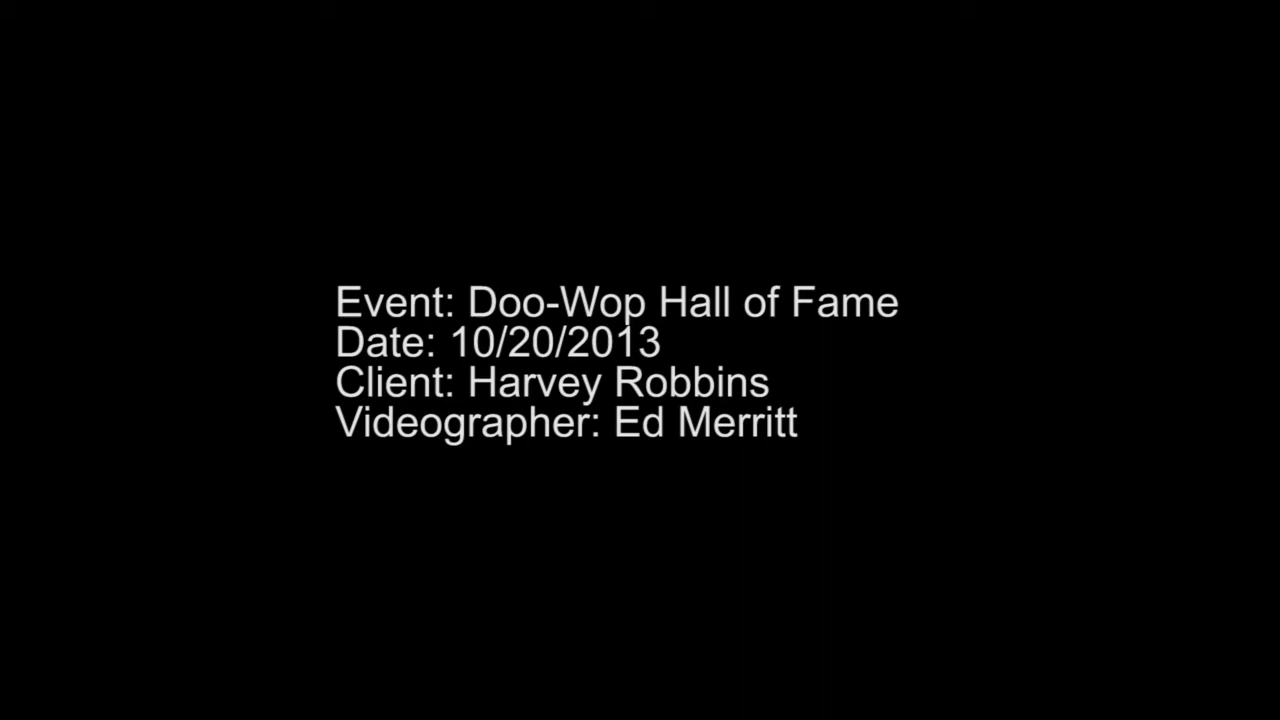 Event: Doo-Wop Hall of Fame
Date: 10/20/2013
Client: Harvey Robbins
Videographer: Ed Merritt